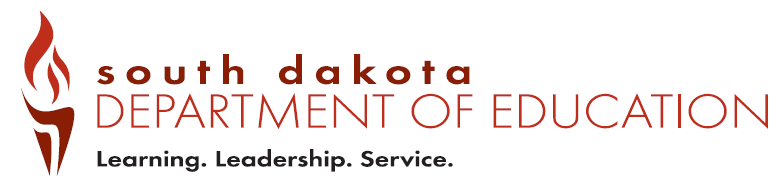 south dakota
DEPARTMENT OF EDUCATION
Learning. Leadership. Service.